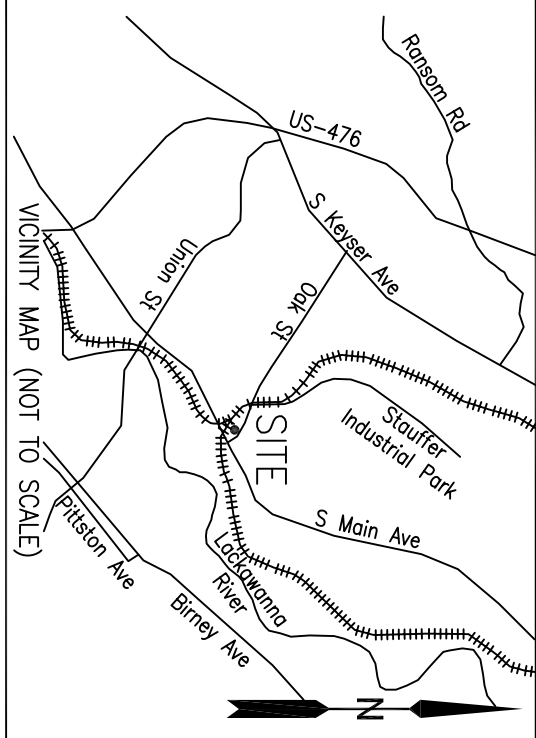 Ransom Rd
US-476
S Keyser Ave
Union St
Oak St
SITE
Stauffer
Industrial Park
S Main Ave
Lackawanna
River
Pittston Ave
Birney Ave
N
VICINITY MAP (NOT TO SCALE)